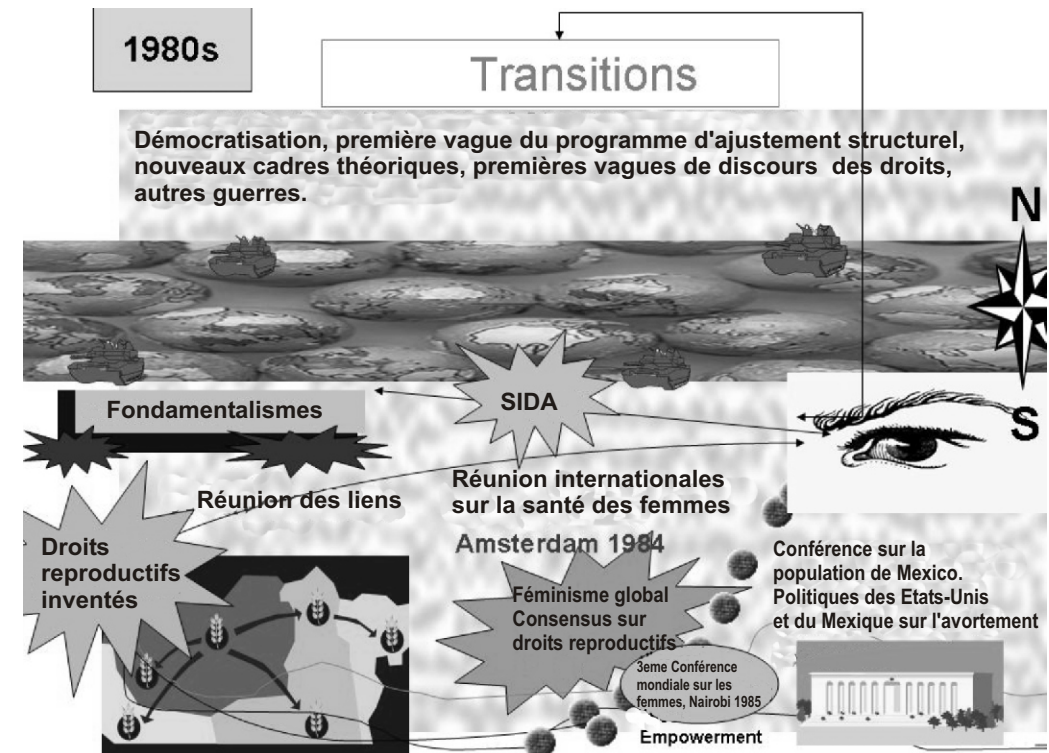 1980s
Transitions
Démocratisation, première vague du programme d'ajustement structurel,
nouveaux cadres théoriques, premières vagues de discours des droits,
autres guerres.
N
SIDA
Fondamentalismes
S
Réunion des liens
Réunion internationales
sur la santé des femmes
Amsterdam 1984
Droits
reproductifs
inventés
Conférence sur la
population de Mexico.
Politiques des Etats-Unis
et du Mexique sur l'avortement
Féminisme global
Consensus sur
droits reproductifs
3eme Conférence
mondiale sur les
femmes, Nairobi 1985
Empowerment